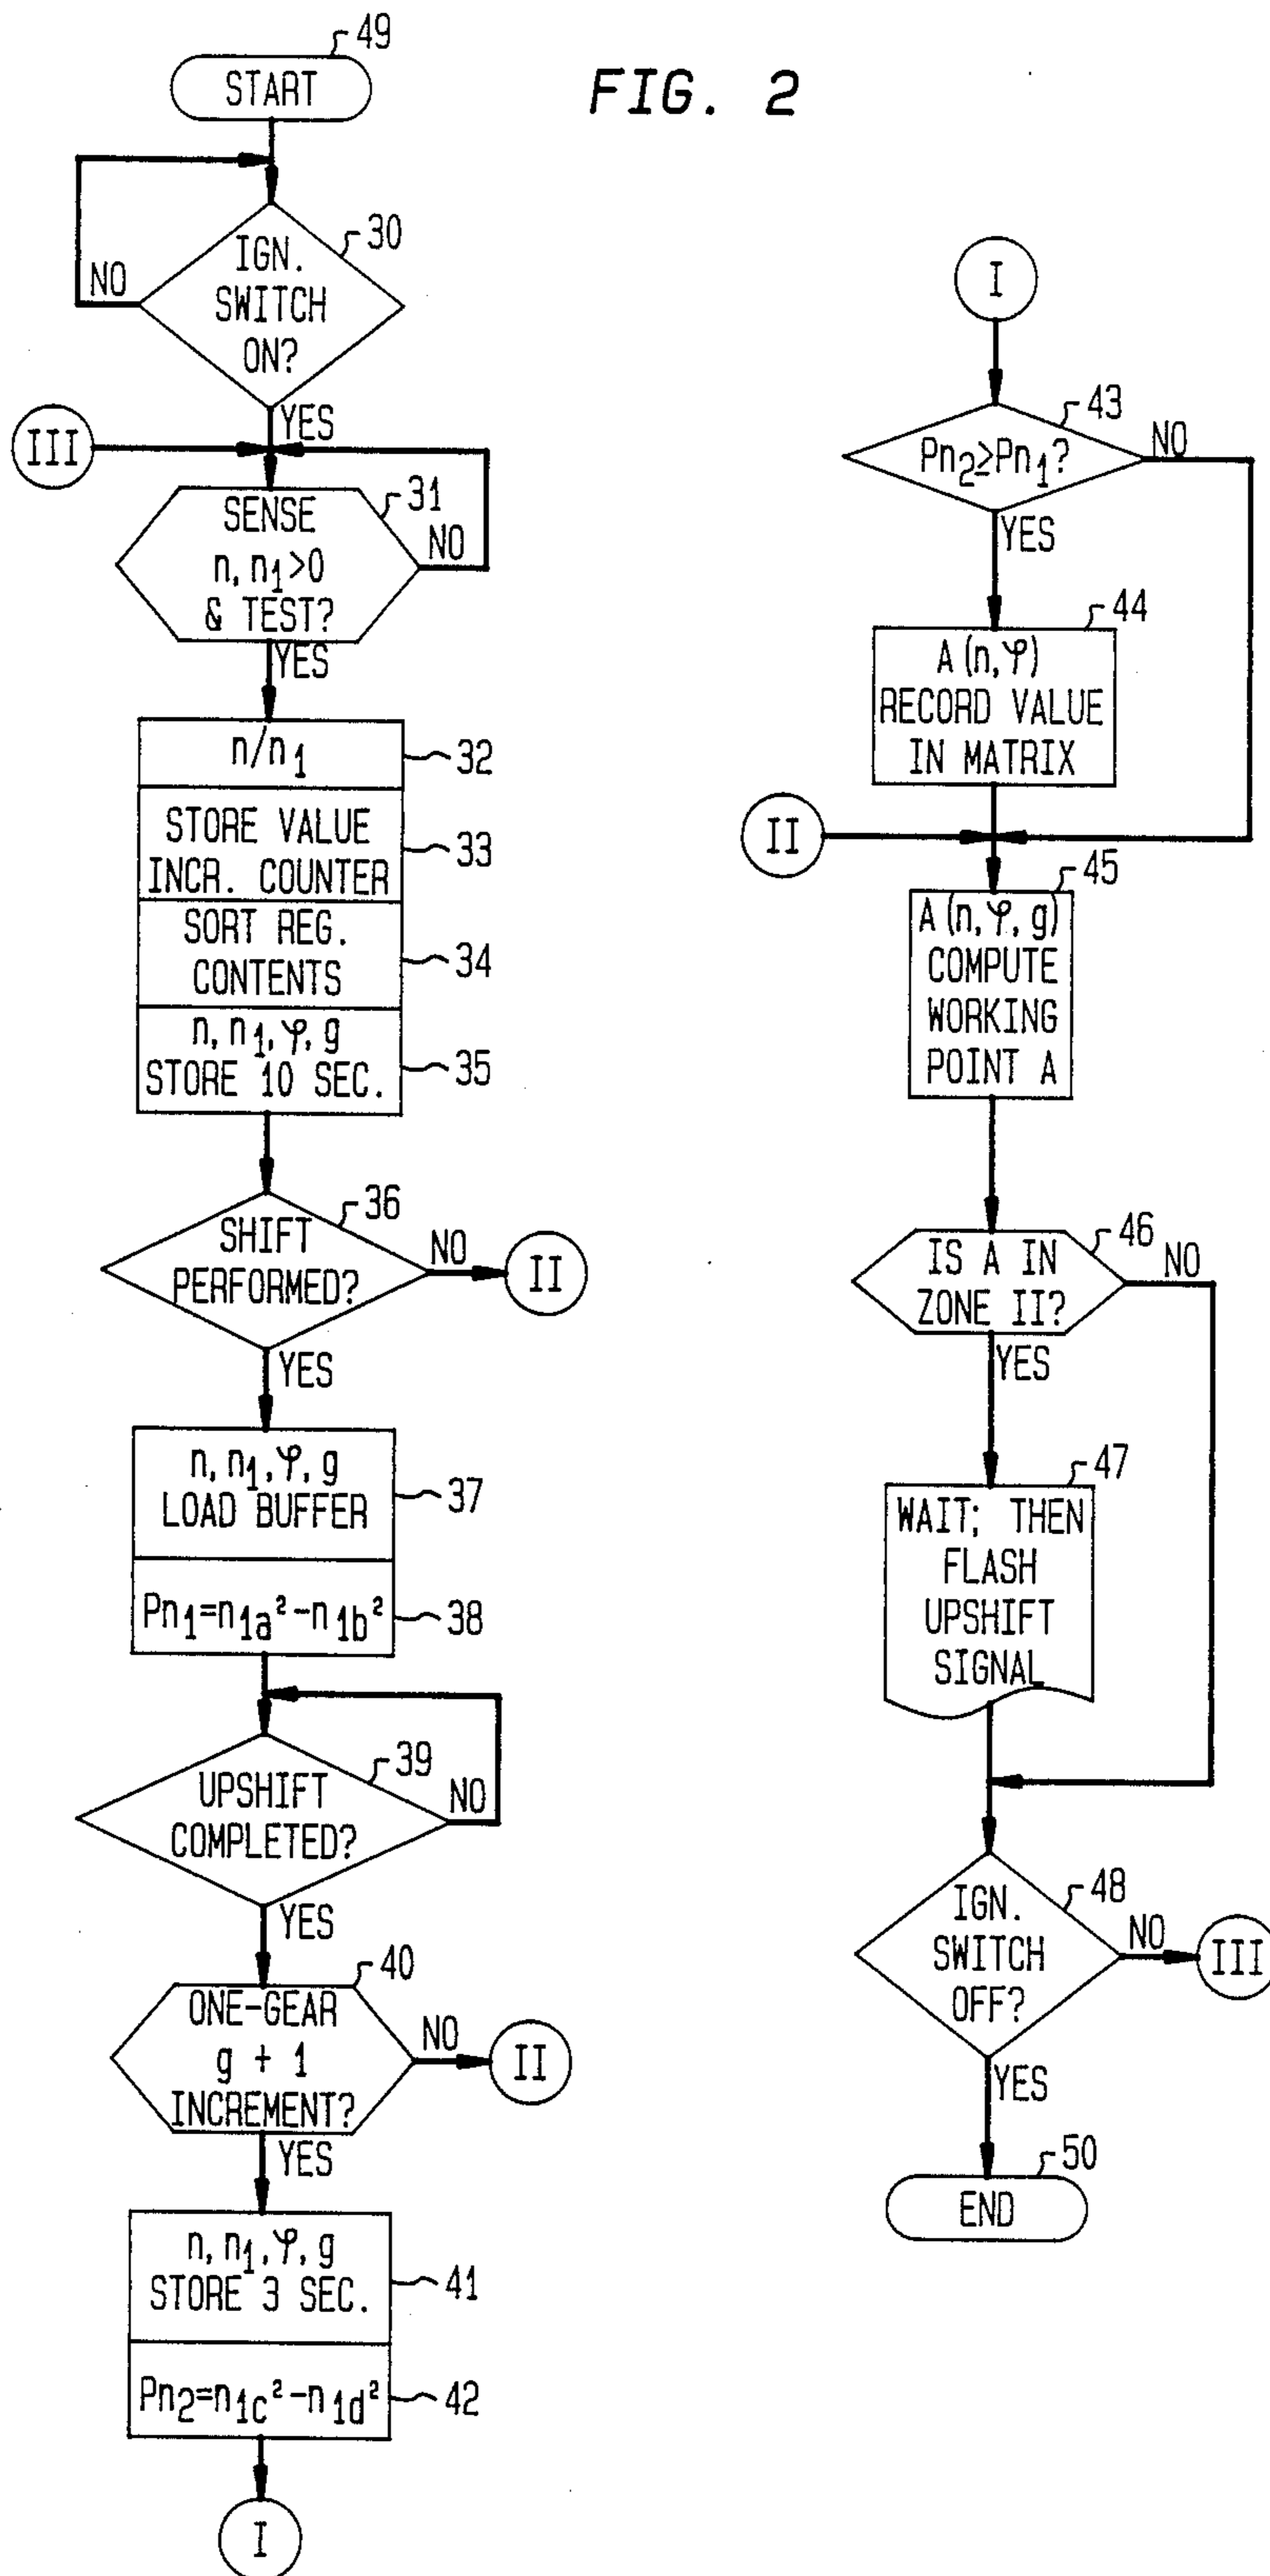 FIG. 2
49
START
30
IGN.
SWITCH
ON?
NO
YES
III
31
SENSE
n, n₁>0
& TEST?
NO
YES
n/n₁
32
STORE VALUE
INCR. COUNTER
33
SORT REG.
CONTENTS
34
n, n₁, φ, g
STORE 10 SEC.
35
36
SHIFT
PERFORMED?
NO
II
YES
n, n₁, φ, g
LOAD BUFFER
37
Pn₁=n₁a²-n₁b²
38
39
UPSHIFT
COMPLETED?
NO
YES
40
ONE-GEAR
g + 1
INCREMENT?
NO
II
YES
n, n₁, φ, g
STORE 3 SEC.
41
Pn₂=n₁c²-n₁d²
42
I
I
43
Pn₂≥Pn₁?
NO
YES
44
A(n,φ)
RECORD VALUE
IN MATRIX
II
45
A(n,φ,g)
COMPUTE
WORKING
POINT A
46
IS A IN
ZONE II?
NO
YES
47
WAIT; THEN
FLASH
UPSHIFT
SIGNAL
48
IGN.
SWITCH
OFF?
NO
III
YES
50
END